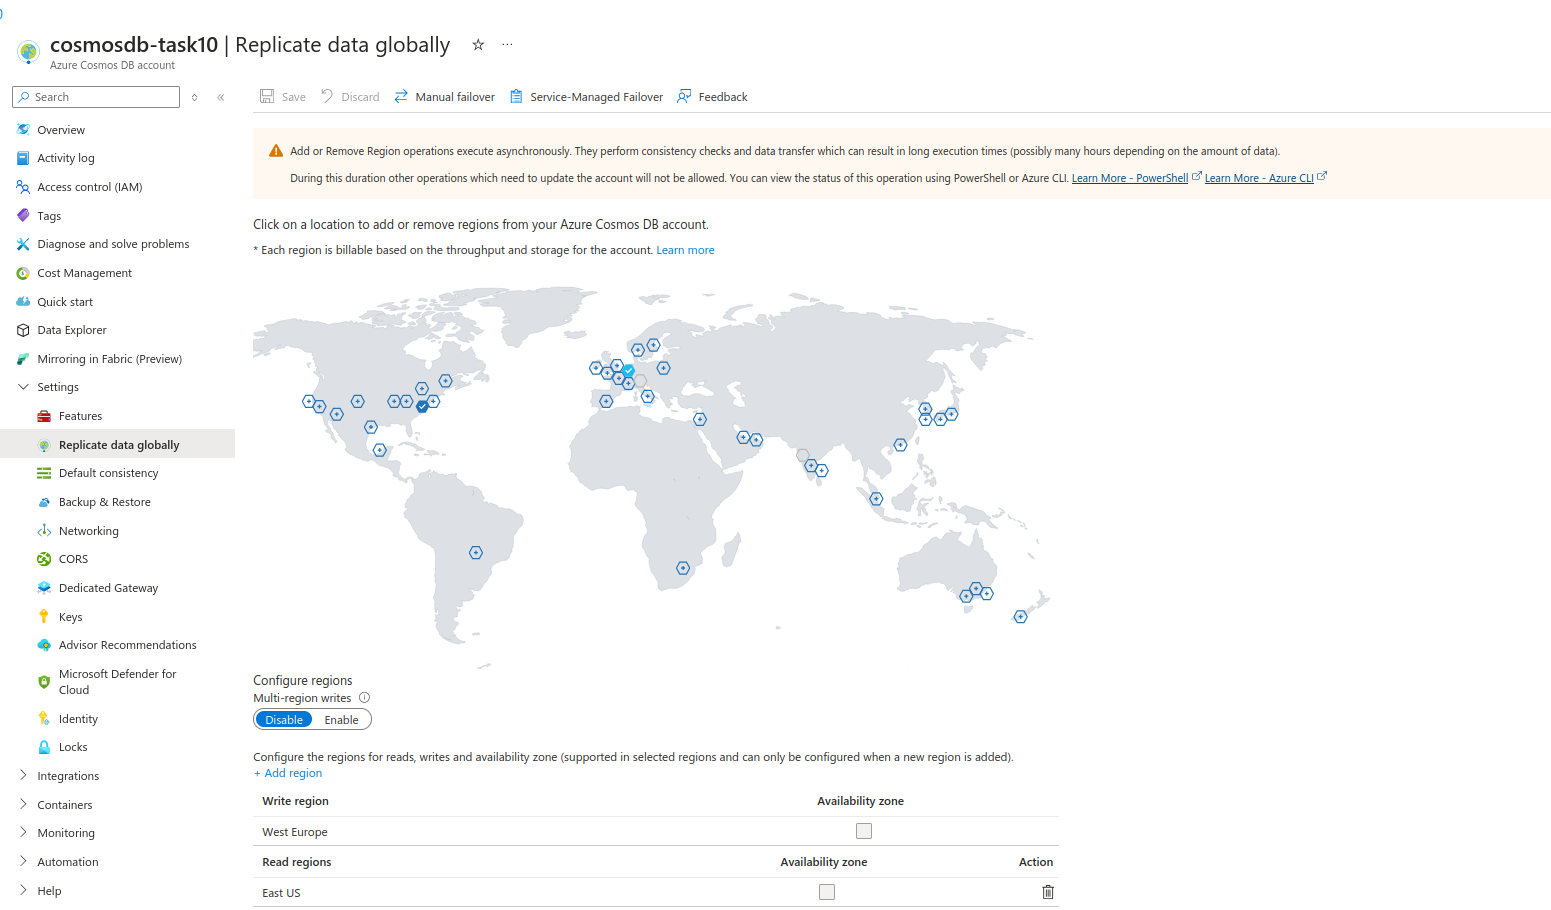 )
cosmosdb-task10 | Replicate data globally ☆ ...
Azure Cosmos DB account
Search
Save
Discard
Manual failover
Service-Managed Failover
Feedback
Overview
Activity log
Access control (IAM)
Tags
Diagnose and solve problems
Cost Management
Quick start
Data Explorer
Mirroring in Fabric (Preview)
Settings
Features
Replicate data globally
Default consistency
Backup & Restore
Networking
CORS
Dedicated Gateway
Keys
Advisor Recommendations
Microsoft Defender for
Cloud
Identity
Locks
Integrations
Containers
Monitoring
Automation
Help
Add or Remove Region operations execute asynchronously. They perform consistency checks and data transfer which can result in long execution times (possibly many hours depending on the amount of data).
During this duration other operations which need to update the account will not be allowed. You can view the status of this operation using PowerShell or Azure CLI. Learn More - PowerShell Learn More - Azure CLI
Click on a location to add or remove regions from your Azure Cosmos DB account.
* Each region is billable based on the throughput and storage for the account. Learn more
Configure regions
Multi-region writes
Disable Enable
Configure the regions for reads, writes and availability zone (supported in selected regions and can only be configured when a new region is added).
+ Add region
Write region Availability zone
West Europe
Read regions Availability zone Action
East US